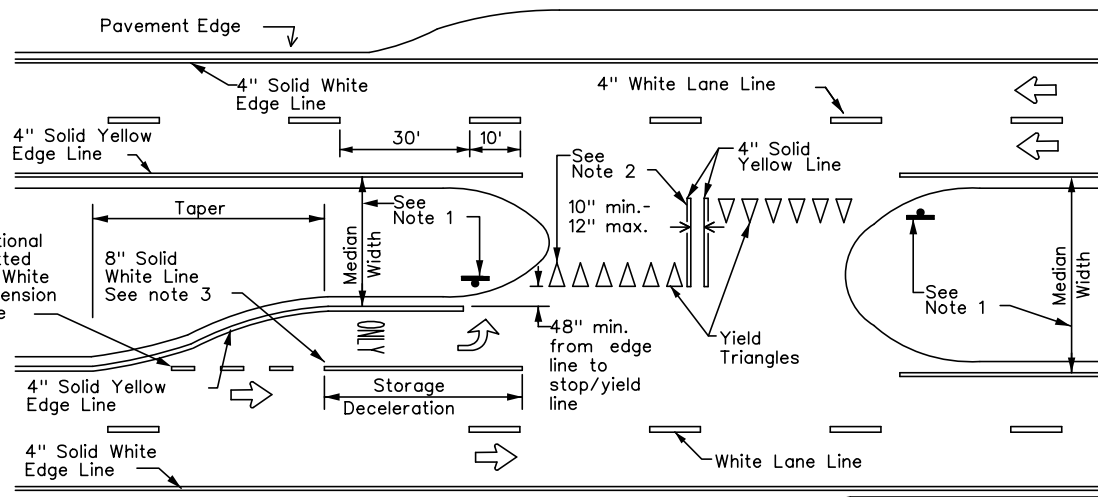 Pavement Edge
4" Solid White
Edge Line
4" White Lane Line
4" Solid Yellow
Edge Line
30'
10'
See
Note 2
4" Solid
Yellow Line
Taper
See
Note 1
10" min.-
12" max.
Median
Width
8" Solid
White Line
See note 3
White
ONLY
48" min.
from edge
line to
stop/yield
line
Yield
Triangles
See
Note 1
Median
Width
4" Solid Yellow
Edge Line
Storage
Deceleration
4" Solid White
Edge Line
White Lane Line